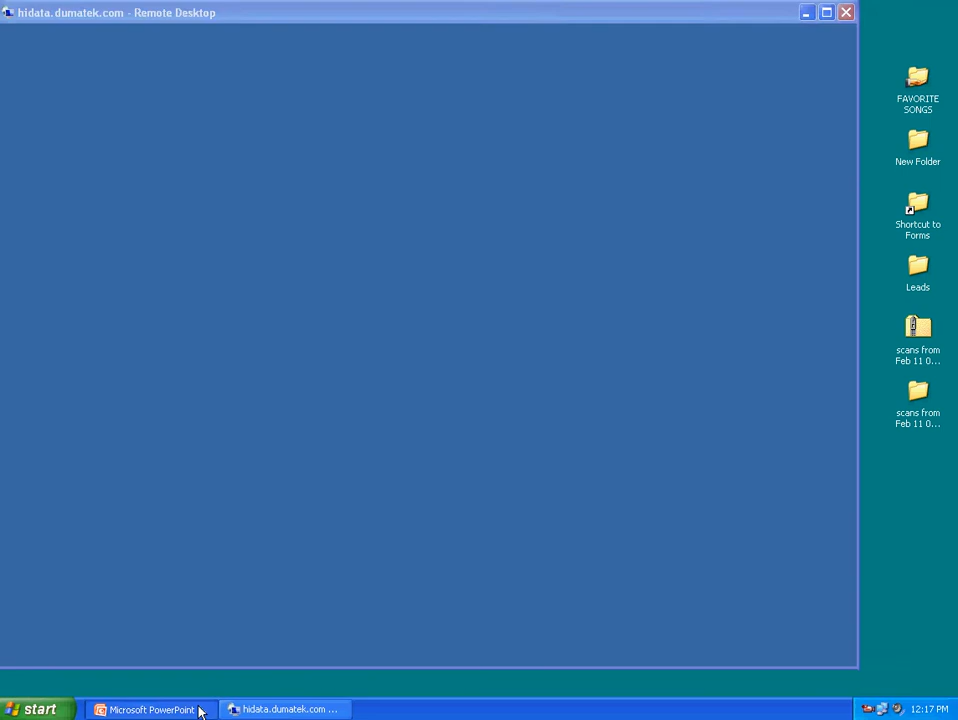 hidata.dumatek.com - Remote Desktop
FAVORITE
SONGS
New Folder
Shortcut to
Forms
Leads
scans from
Feb 11 0...
scans from
Feb 11 0...
start
Microsoft PowerPoint
hidata.dumatek.com ...
12:17 PM